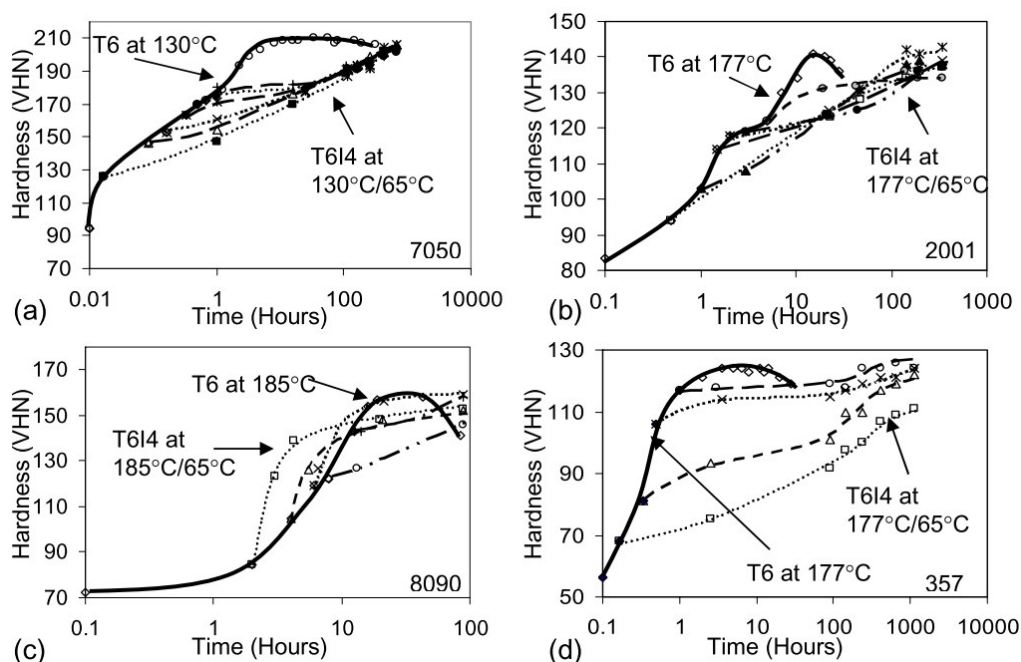 (a)
Hardness (VHN)
210
190
170
150
130
110
90
70
T6 at 130°C
T6I4 at
130°C/65°C
7050
0.01
1
100
10000
Time (Hours)
(b)
Hardness (VHN)
150
140
130
120
110
100
90
80
T6 at 177°C
T6I4 at
177°C/65°C
2001
0.1
1
10
100
1000
Time (Hours)
(c)
Hardness (VHN)
170
150
130
110
90
70
T6 at 185°C
T6I4 at
185°C/65°C
8090
0.1
1
10
100
Time (Hours)
(d)
Hardness (VHN)
130
110
90
70
50
T6I4 at
177°C/65°C
T6 at 177°C
357
0.1
1
10
100
1000
10000
Time (Hours)